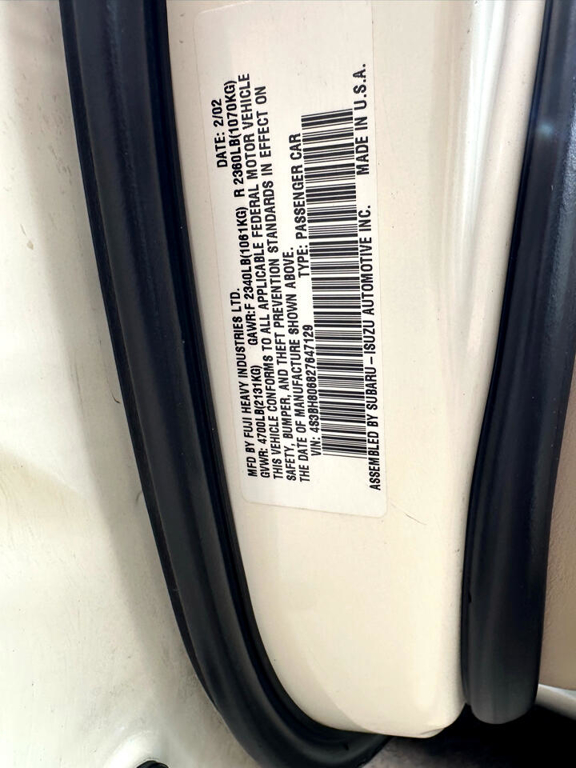 MFD BY FUJI HEAVY INDUSTRIES LTD. DATE: 2/02
GVWR: 4700LB(2131KG) GAWR:F 2340LB(1061KG) R 2360LB(1070KG)
THIS VEHICLE CONFORMS TO ALL APPLICABLE FEDERAL MOTOR VEHICLE
SAFETY, BUMPER, AND THEFT PREVENTION STANDARDS IN EFFECT ON
THE DATE OF MANUFACTURE SHOWN ABOVE.
VIN: 4S3BH806827647129 TYPE: PASSENGER CAR
ASSEMBLED BY SUBARU-ISUZU AUTOMOTIVE INC. MADE IN U.S.A.